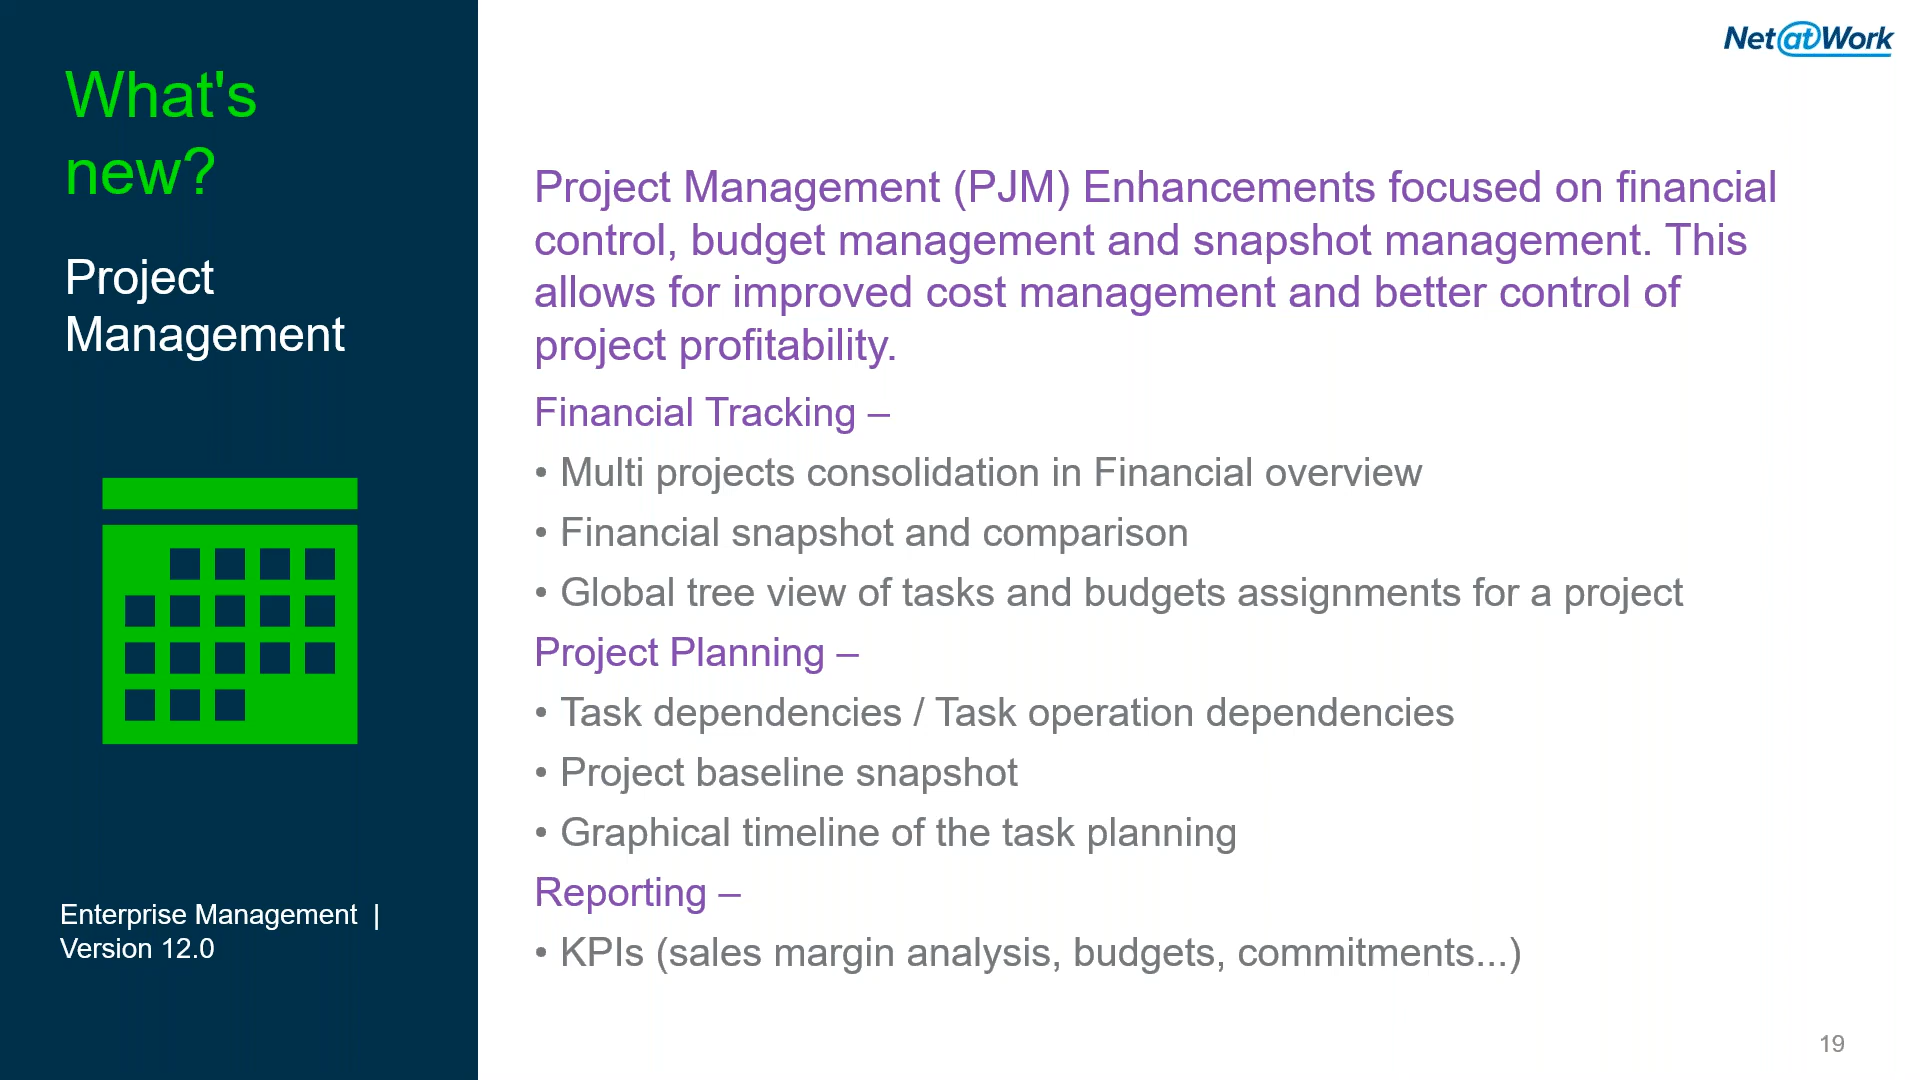 What's
new?
Project
Management
Enterprise Management |
Version 12.0
Net@Work
Project Management (PJM) Enhancements focused on financial
control, budget management and snapshot management. This
allows for improved cost management and better control of
project profitability.
Financial Tracking –
• Multi projects consolidation in Financial overview
• Financial snapshot and comparison
• Global tree view of tasks and budgets assignments for a project
Project Planning –
• Task dependencies / Task operation dependencies
• Project baseline snapshot
• Graphical timeline of the task planning
Reporting –
• KPIs (sales margin analysis, budgets, commitments...)
19